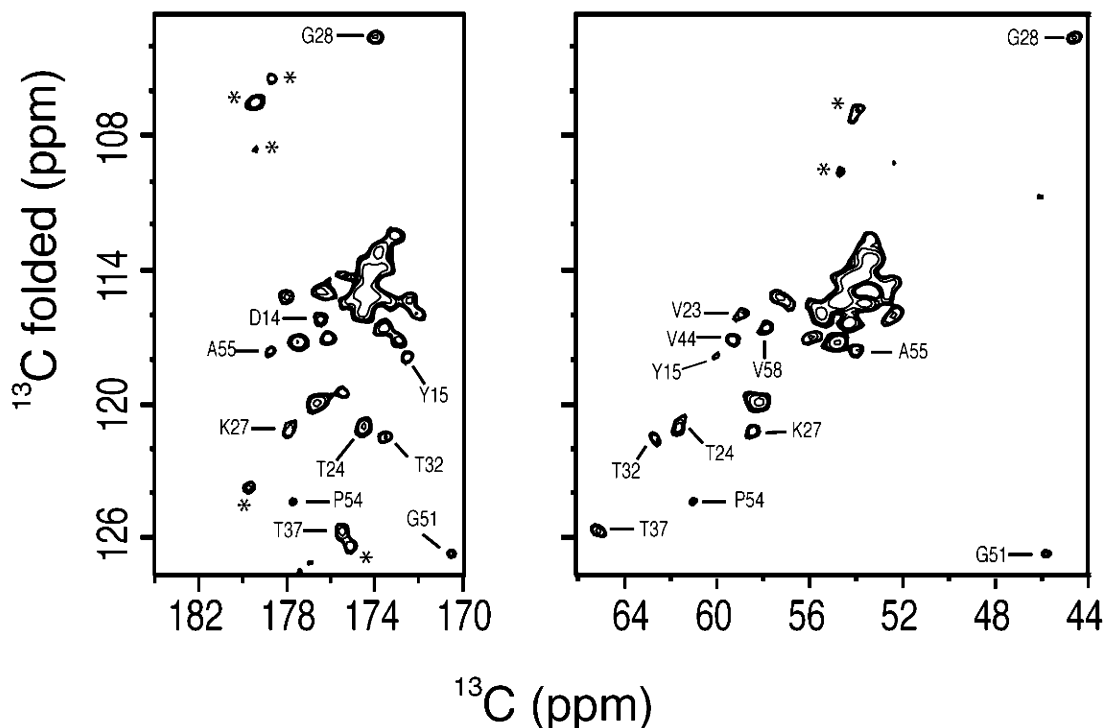 G28
G28
*
*
*
*
*
108
¹³C folded (ppm)
114
V23
D14
V44
A55
A55
V58
Y15
Y15
120
K27
K27
T24
T32
T24
T32
P54
P54
*
G51
T37
T37
126
*
G51
182 178 174 170 64 60 56 52 48 44
¹³C (ppm)